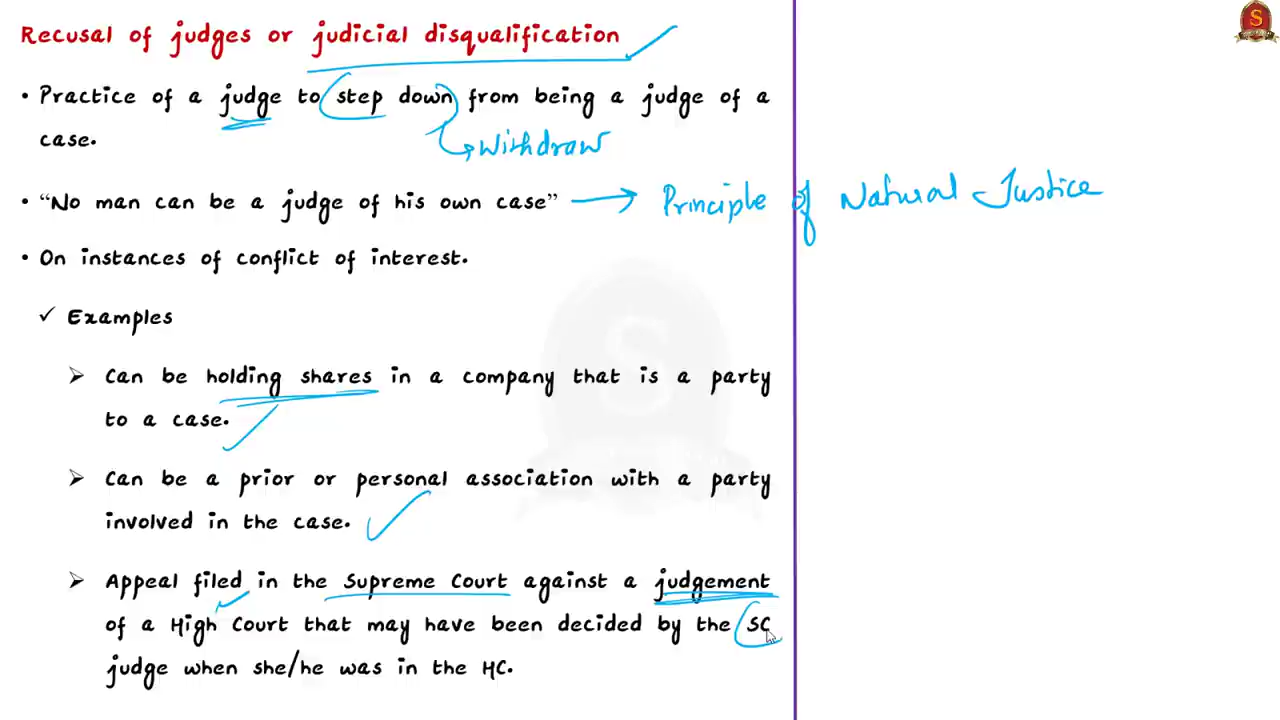 Recusal of judges or judicial disqualification
• Practice of a judge to step down from being a judge of a
case.
Withdraw
• “No man can be a judge of his own case” Principle of Natural Justice
• On instances of conflict of interest.
✓ Examples
➢ Can be holding shares in a company that is a party
to a case.
➢ Can be a prior or personal association with a party
involved in the case.
➢ Appeal filed in the Supreme Court against a judgement
of a High Court that may have been decided by the SC
judge when she/he was in the HC.
S
S